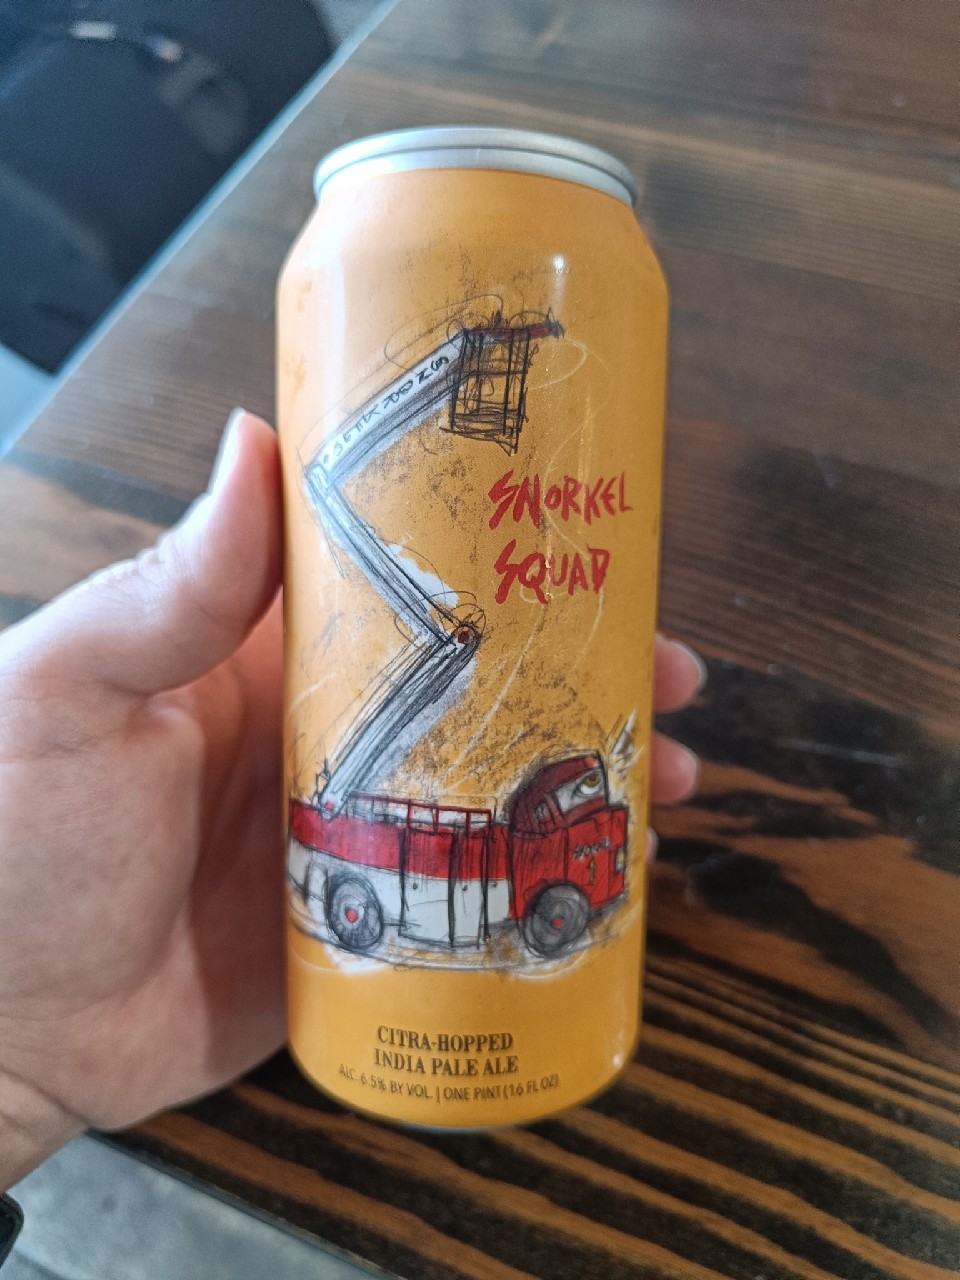 SNORKEL
SQUAD
CITRA-HOPPED
INDIA PALE ALE
ALC. 6.5% BY VOL. | ONE PINT (16 FL OZ)